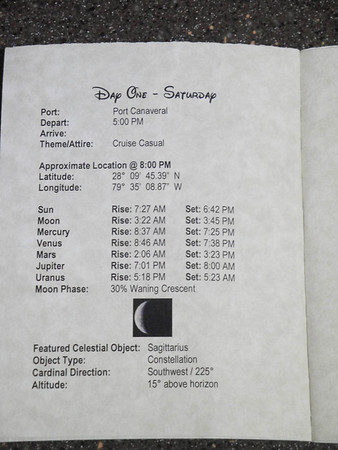 Day One - Saturday
Port: Port Canaveral
Depart: 5:00 PM
Arrive:
Theme/Attire: Cruise Casual
Approximate Location @ 8:00 PM
Latitude: 28° 09' 45.39" N
Longitude: 79° 35' 08.87" W
Sun Rise: 7:27 AM Set: 6:42 PM
Moon Rise: 3:22 AM Set: 3:45 PM
Mercury Rise: 8:37 AM Set: 7:25 PM
Venus Rise: 8:46 AM Set: 7:38 PM
Mars Rise: 2:06 AM Set: 3:23 PM
Jupiter Rise: 7:01 PM Set: 8:00 AM
Uranus Rise: 5:18 PM Set: 5:23 AM
Moon Phase: 30% Waning Crescent
Featured Celestial Object: Sagittarius
Object Type: Constellation
Cardinal Direction: Southwest / 225°
Altitude: 15° above horizon